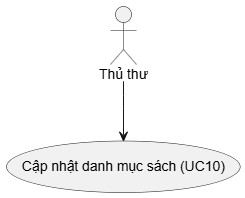 Thủ thư
Cập nhật danh mục sách (UC10)